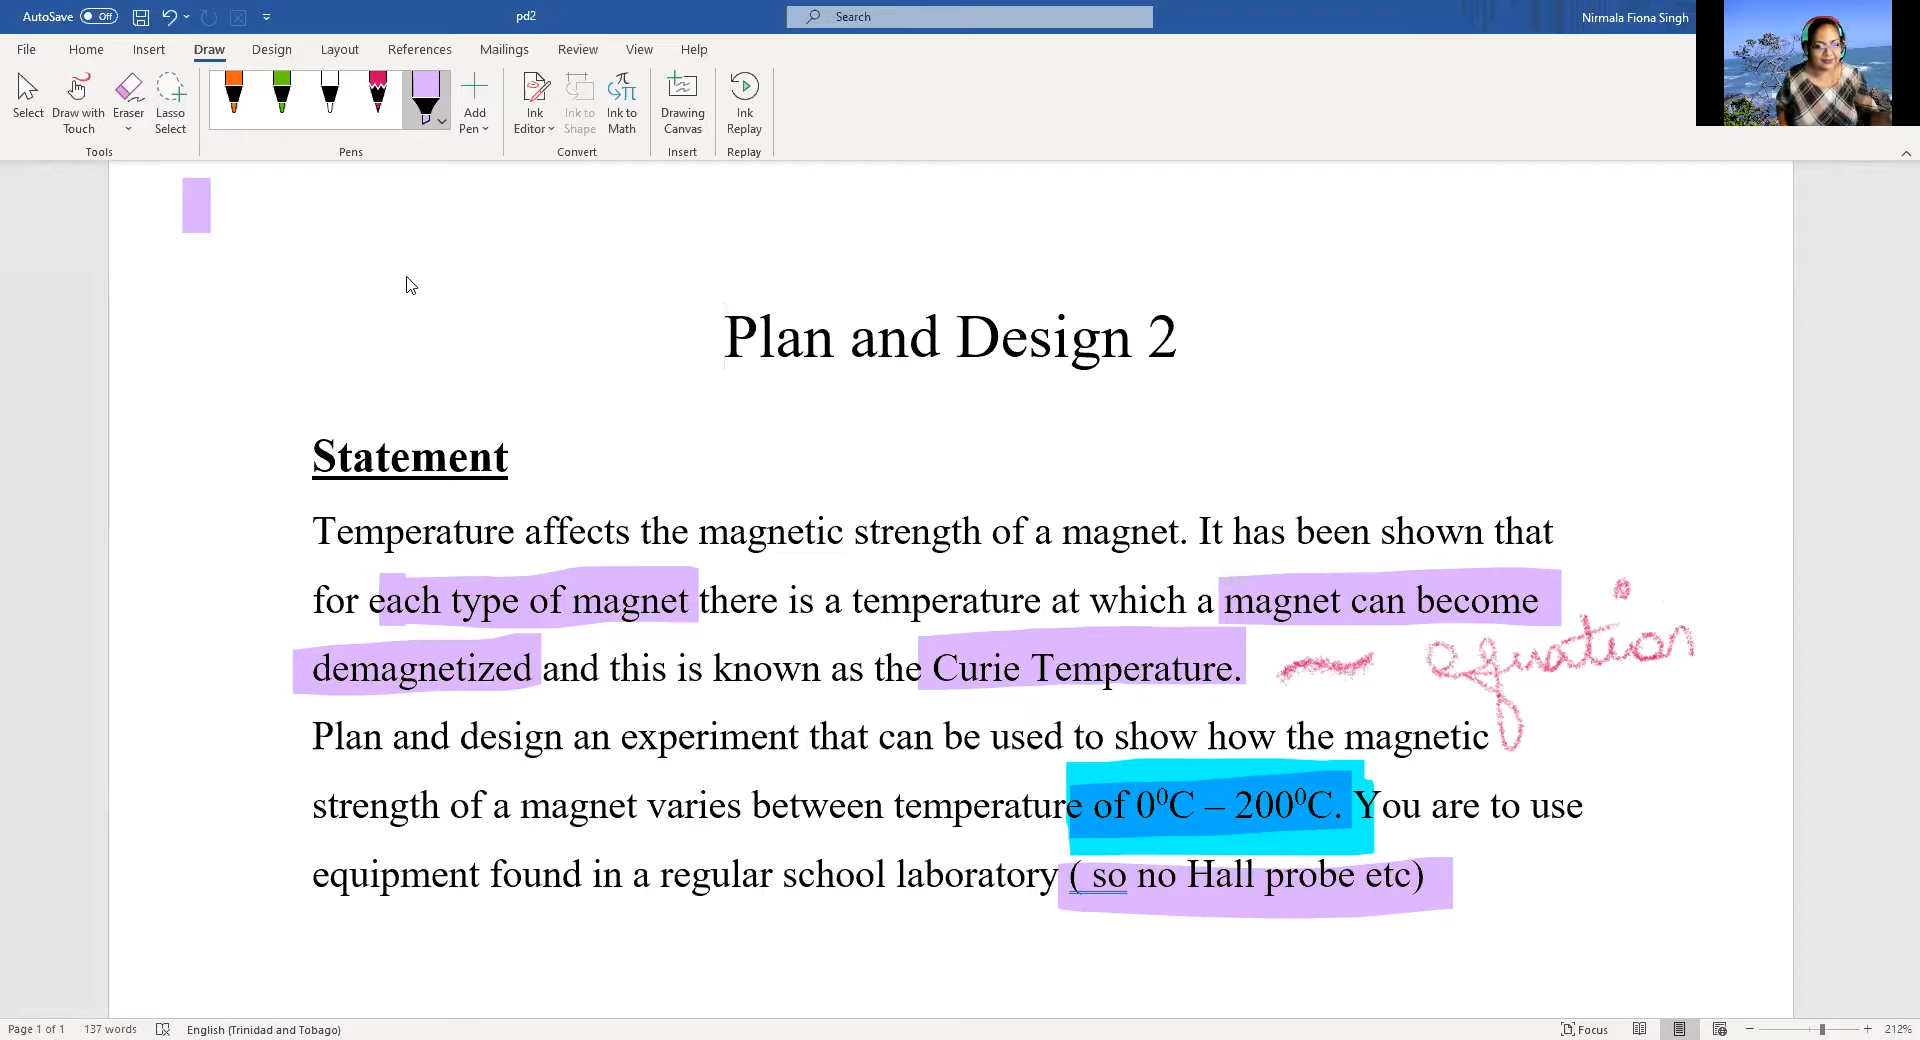 AutoSave Off pd2 Search Nirmala Fiona Singh
File Home Insert Draw Design Layout References Mailings Review View Help
Select Draw with Touch Eraser Lasso Select Add Pen Ink Editor Ink to Shape Ink to Math Drawing Canvas Ink Replay
Tools Pens Convert Insert Replay
Plan and Design 2
Statement
Temperature affects the magnetic strength of a magnet. It has been shown that
for each type of magnet there is a temperature at which a magnet can become
demagnetized and this is known as the Curie Temperature. — equation
Plan and design an experiment that can be used to show how the magnetic
strength of a magnet varies between temperature of 0⁰C – 200⁰C. You are to use
equipment found in a regular school laboratory ( so no Hall probe etc)
Page 1 of 1 137 words English (Trinidad and Tobago) Focus 212%